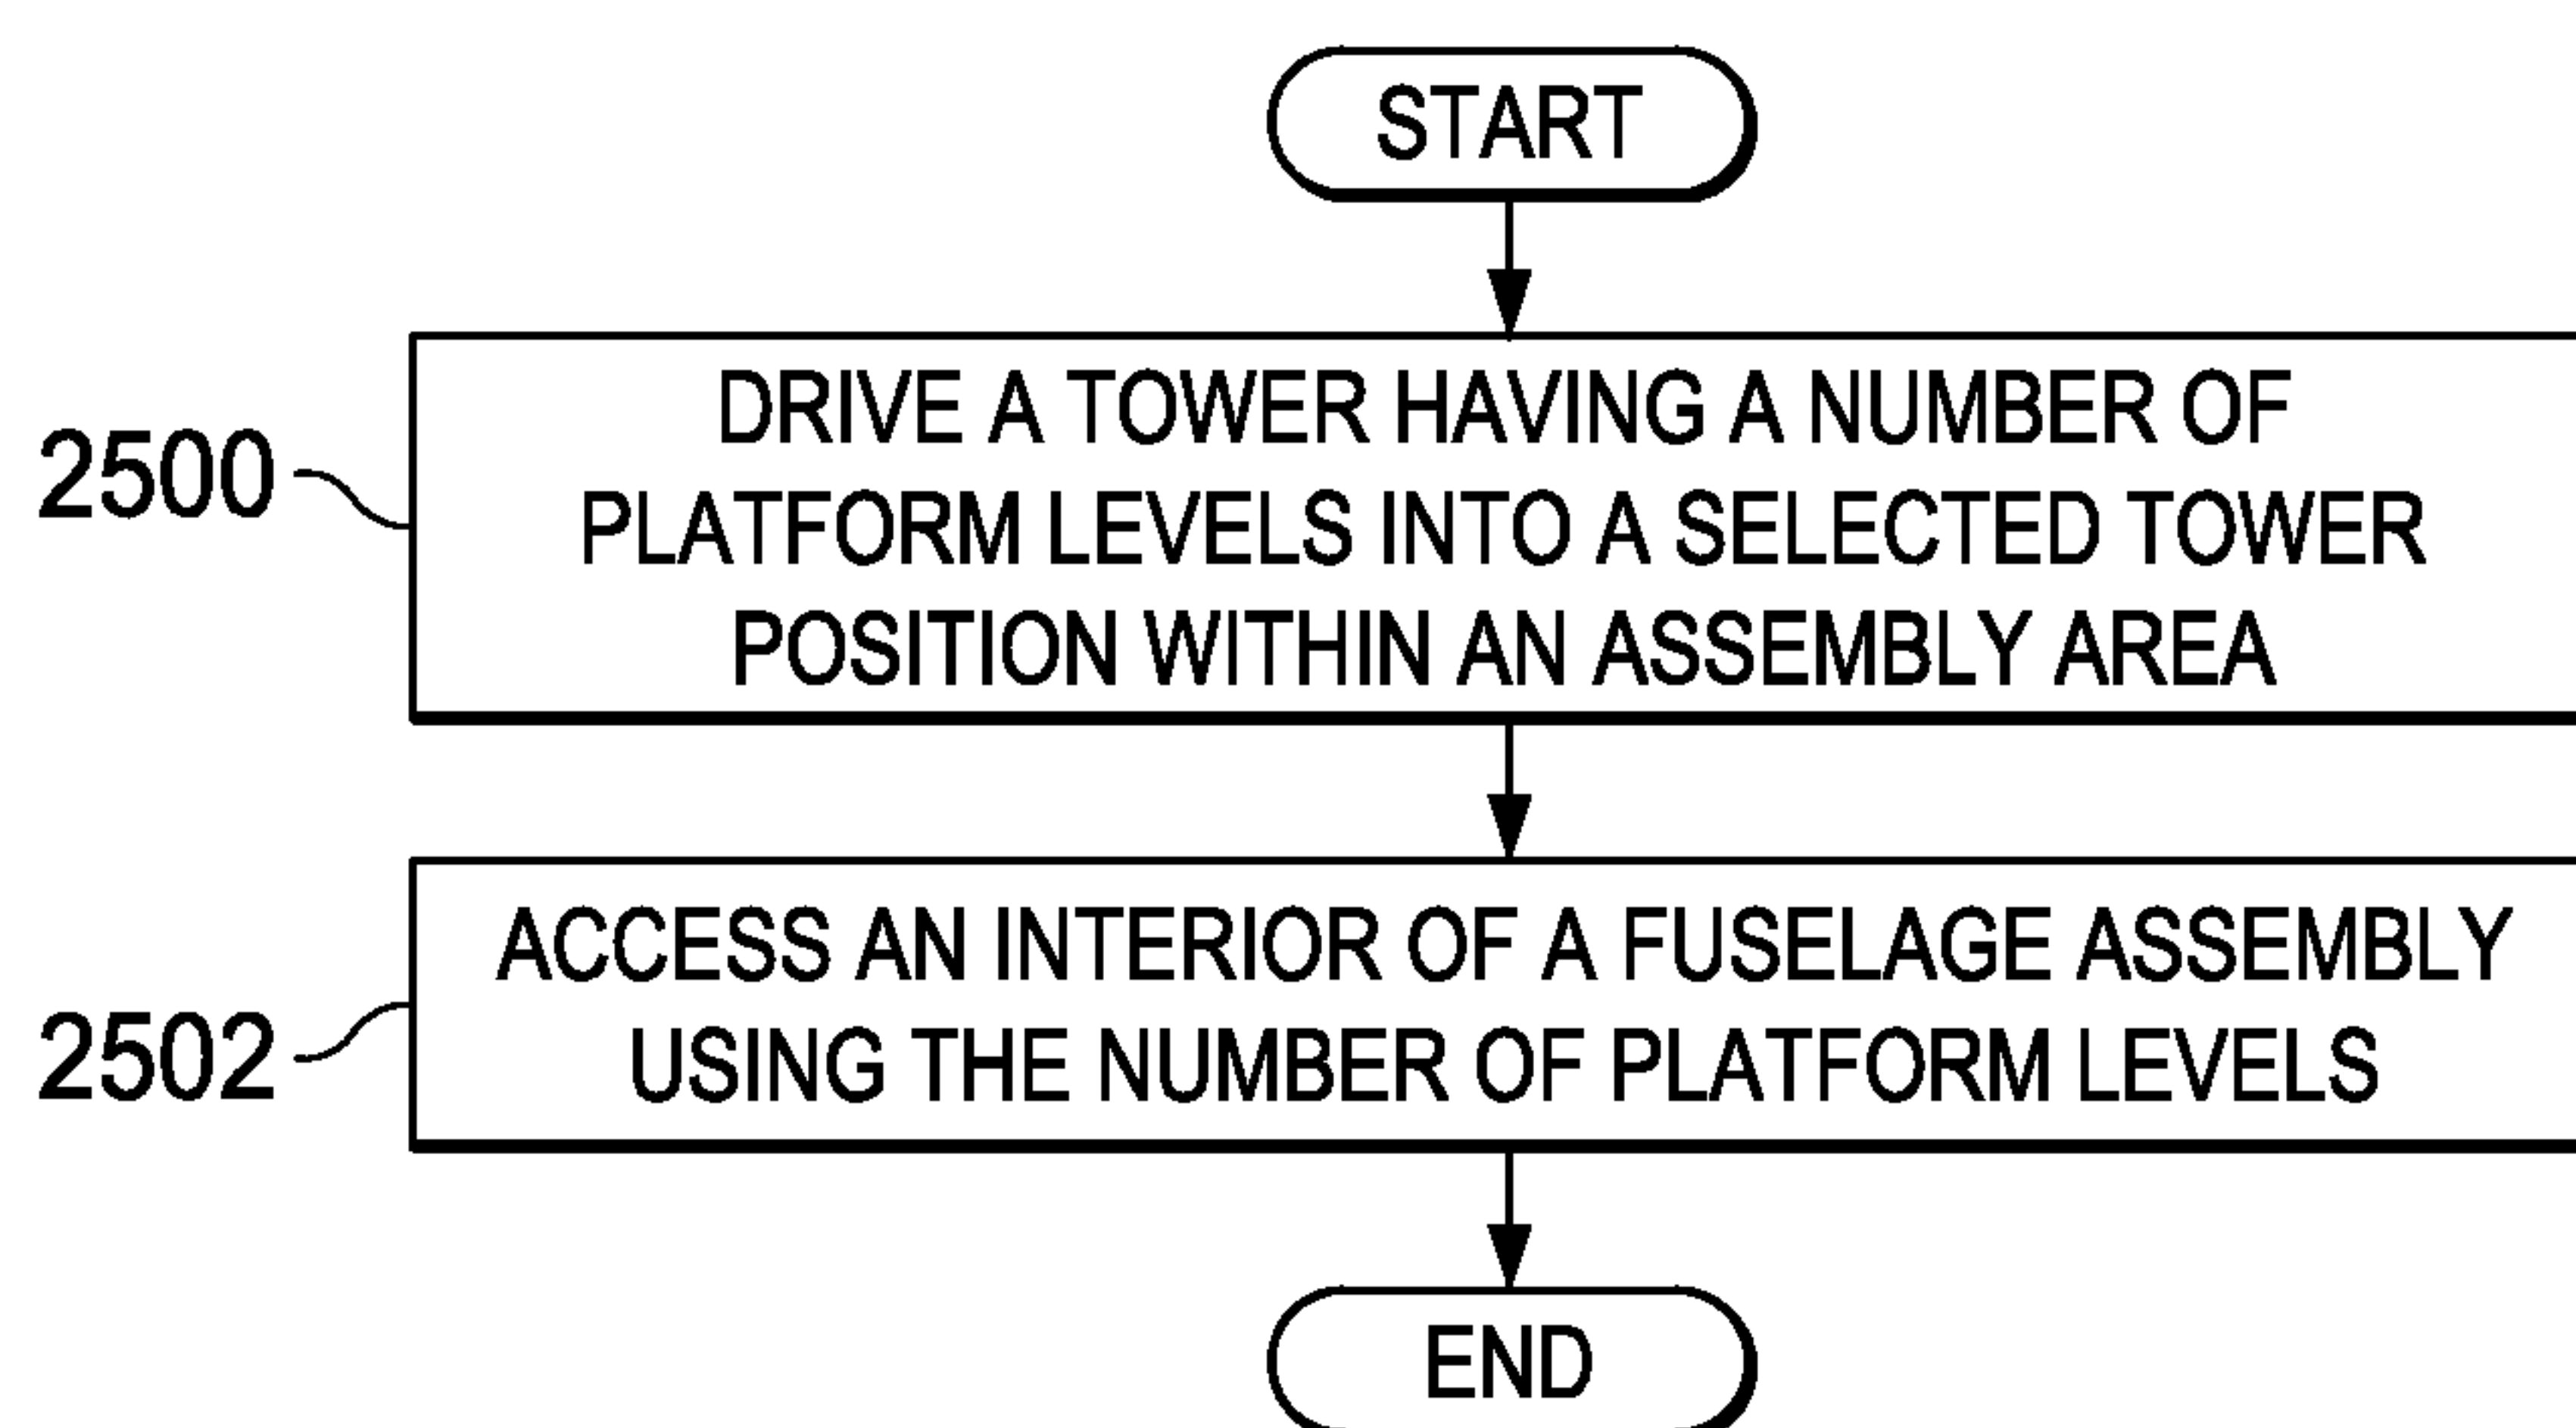 START
2500
DRIVE A TOWER HAVING A NUMBER OF
PLATFORM LEVELS INTO A SELECTED TOWER
POSITION WITHIN AN ASSEMBLY AREA
2502
ACCESS AN INTERIOR OF A FUSELAGE ASSEMBLY
USING THE NUMBER OF PLATFORM LEVELS
END